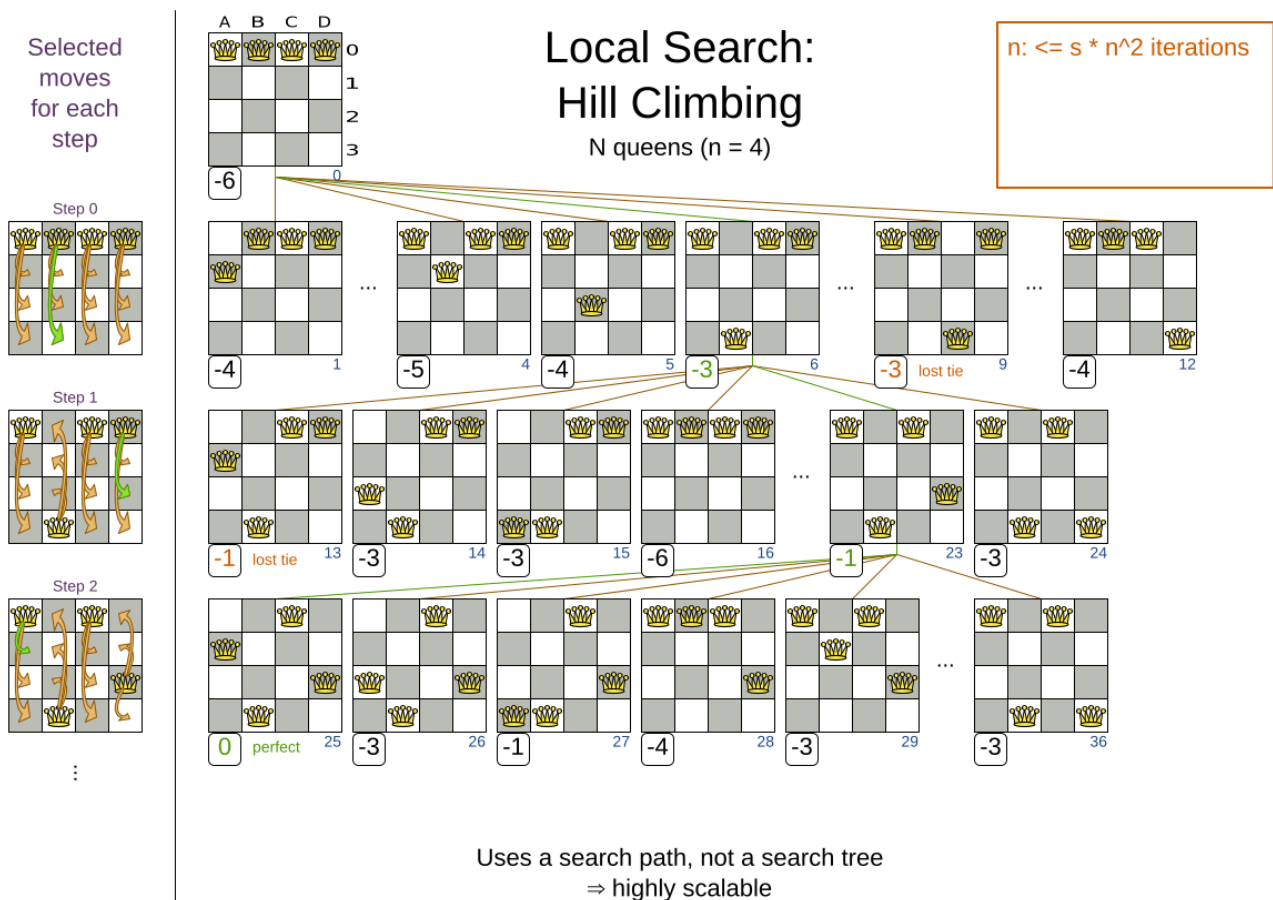 Selected
moves
for each
step
A B C D
0
1
2
3
-6
0
Local Search:
Hill Climbing
N queens (n = 4)
n: <= s * n^2 iterations
Step 0
...
...
...
-4
1
-5
4
-4
5
-3
6
-3
lost tie
9
-4
12
Step 1
...
-1
lost tie
13
-3
14
-3
15
-6
16
-1
23
-3
24
Step 2
...
0
perfect
25
-3
26
-1
27
-4
28
-3
29
-3
36
...
Uses a search path, not a search tree
⇒ highly scalable